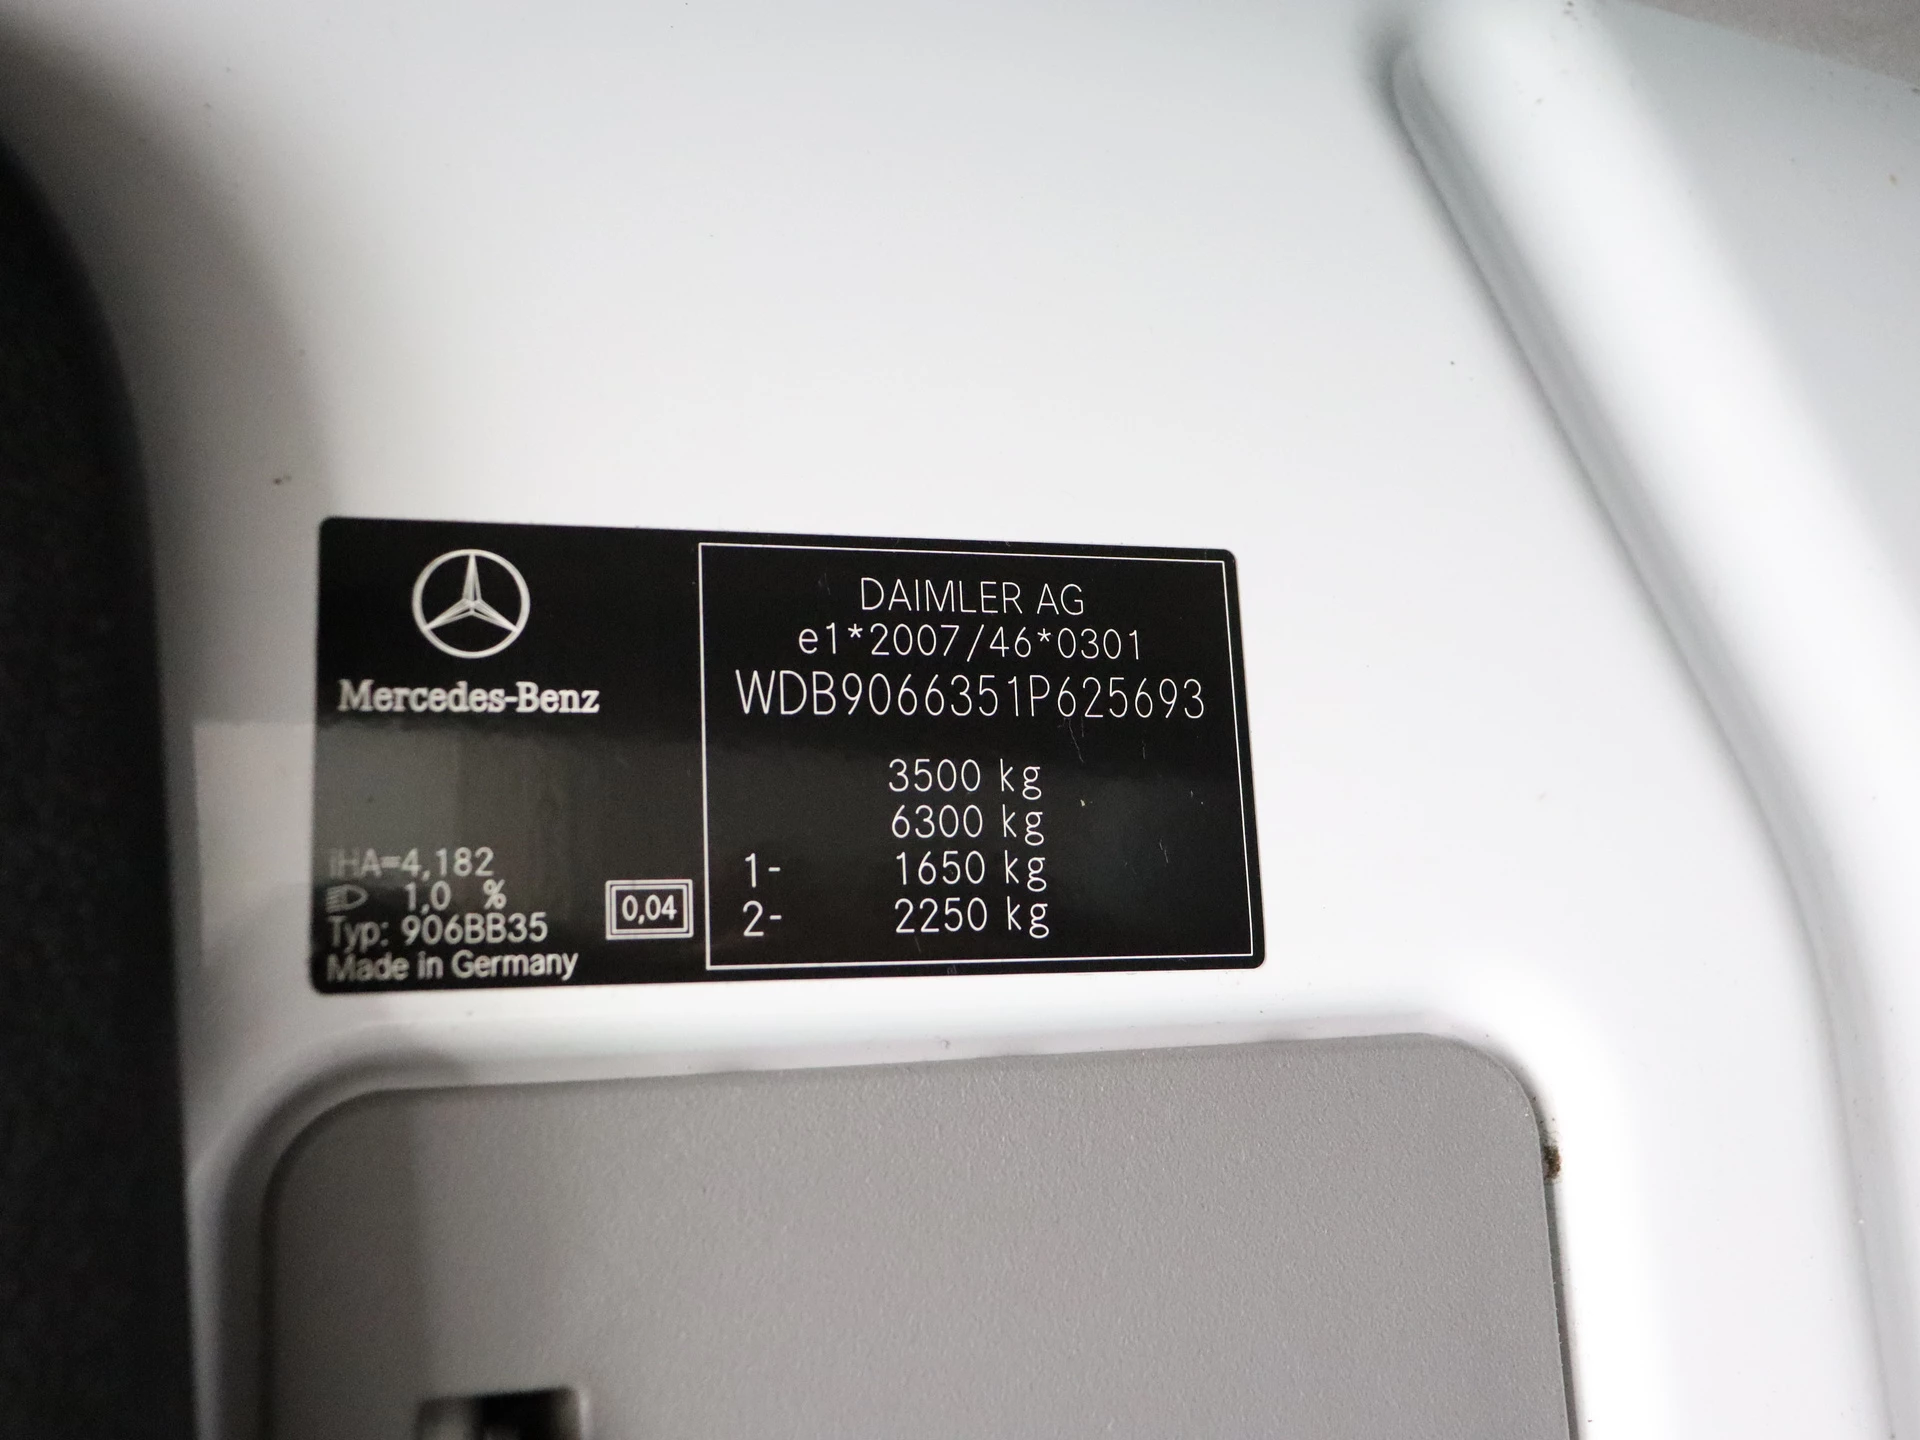 Mercedes-Benz
iHA=4,182
1,0 %
Typ: 906BB35
Made in Germany
0,04
DAIMLER AG
e1*2007/46*0301
WDB9066351P625693
3500 kg
6300 kg
1- 1650 kg
2- 2250 kg